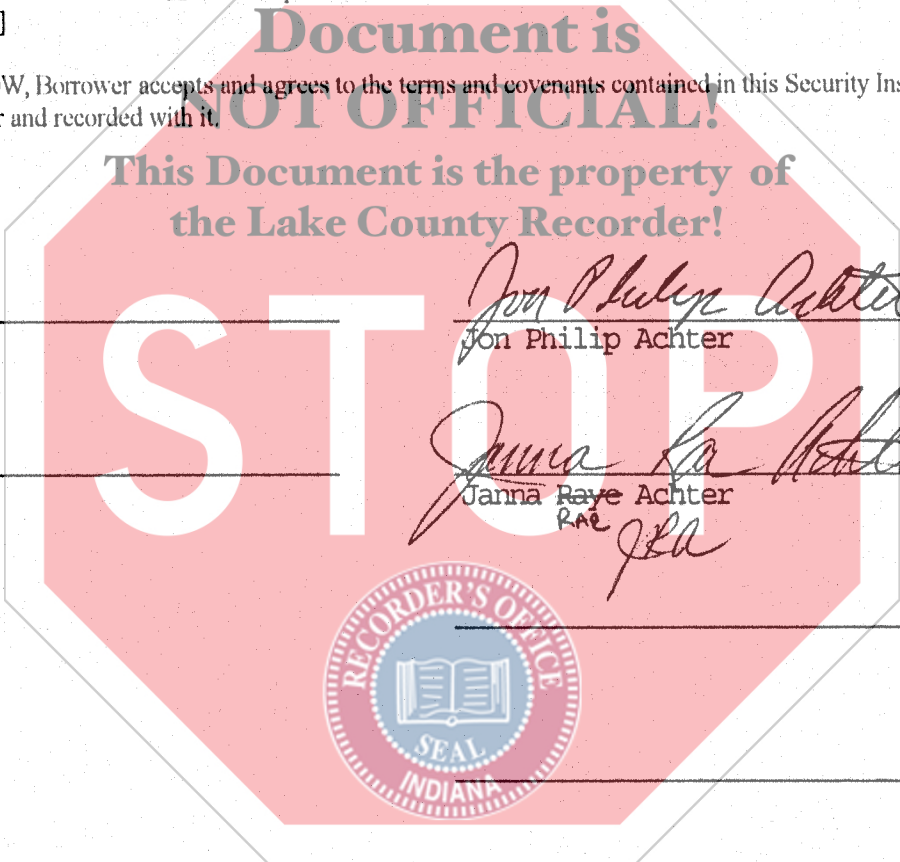 ]
Document is
W, Borrower accepts and agrees to the terms and covenants contained in this Security Ins
NOT OFFICIAL!
r and recorded with it.
This Document is the property of
the Lake County Recorder!
STOP
Jon Philip Achter
Jon Philip Achter
Janna Rae Achter
Janna Raye Achter
Rae
JRA
RECORDER'S OFFICE
SEAL
INDIANA